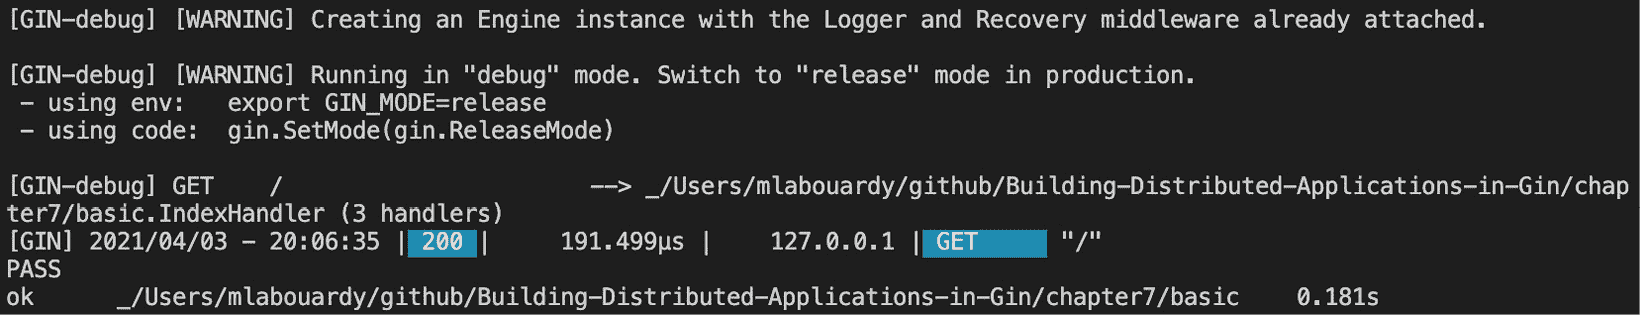 [GIN-debug] [WARNING] Creating an Engine instance with the Logger and Recovery middleware already attached.
[GIN-debug] [WARNING] Running in "debug" mode. Switch to "release" mode in production.
 - using env:   export GIN_MODE=release
 - using code:  gin.SetMode(gin.ReleaseMode)
[GIN-debug] GET    /                      --> _/Users/mlabouardy/github/Building-Distributed-Applications-in-Gin/chap
ter7/basic.IndexHandler (3 handlers)
[GIN] 2021/04/03 - 20:06:35 | 200 |     191.499µs |    127.0.0.1 | GET      "/"
PASS
ok      _/Users/mlabouardy/github/Building-Distributed-Applications-in-Gin/chapter7/basic    0.181s